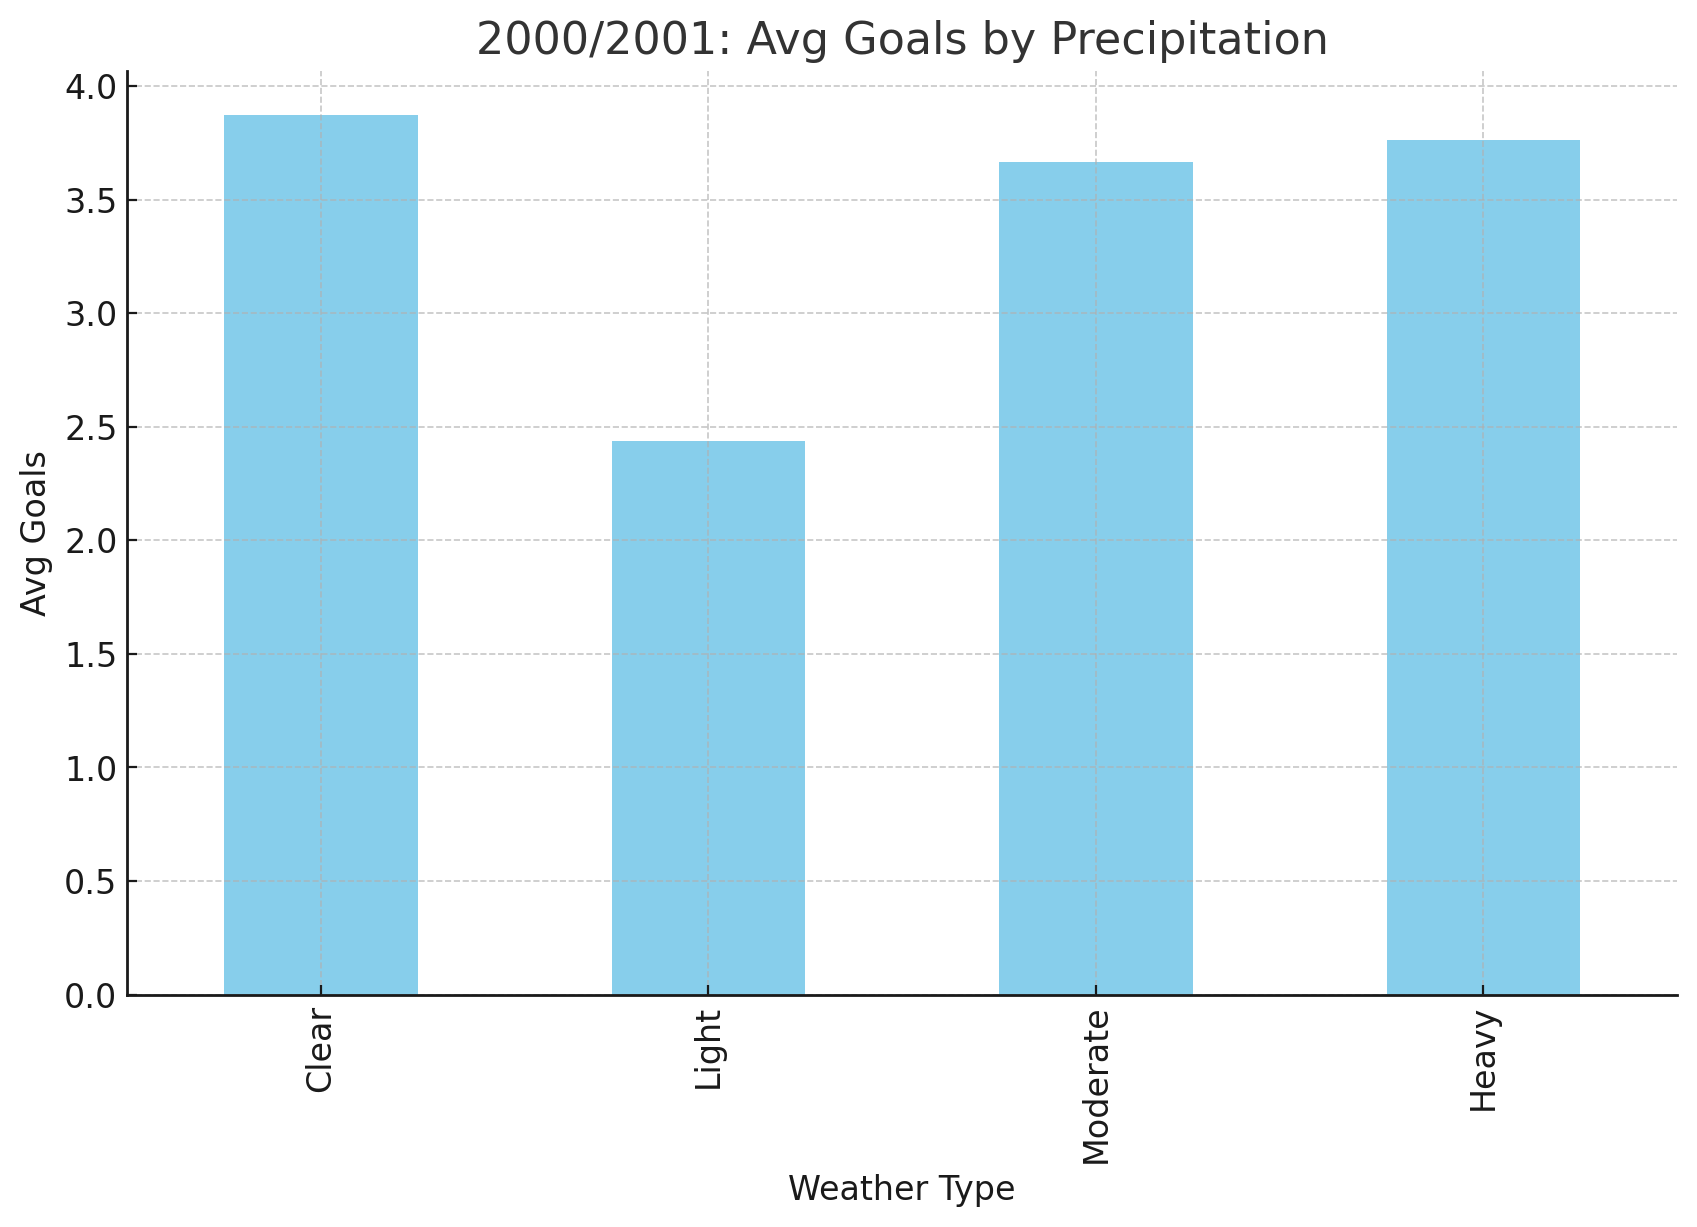 2000/2001: Avg Goals by Precipitation
Avg Goals
4.0
3.5
3.0
2.5
2.0
1.5
1.0
0.5
0.0
Clear
Light
Moderate
Heavy
Weather Type